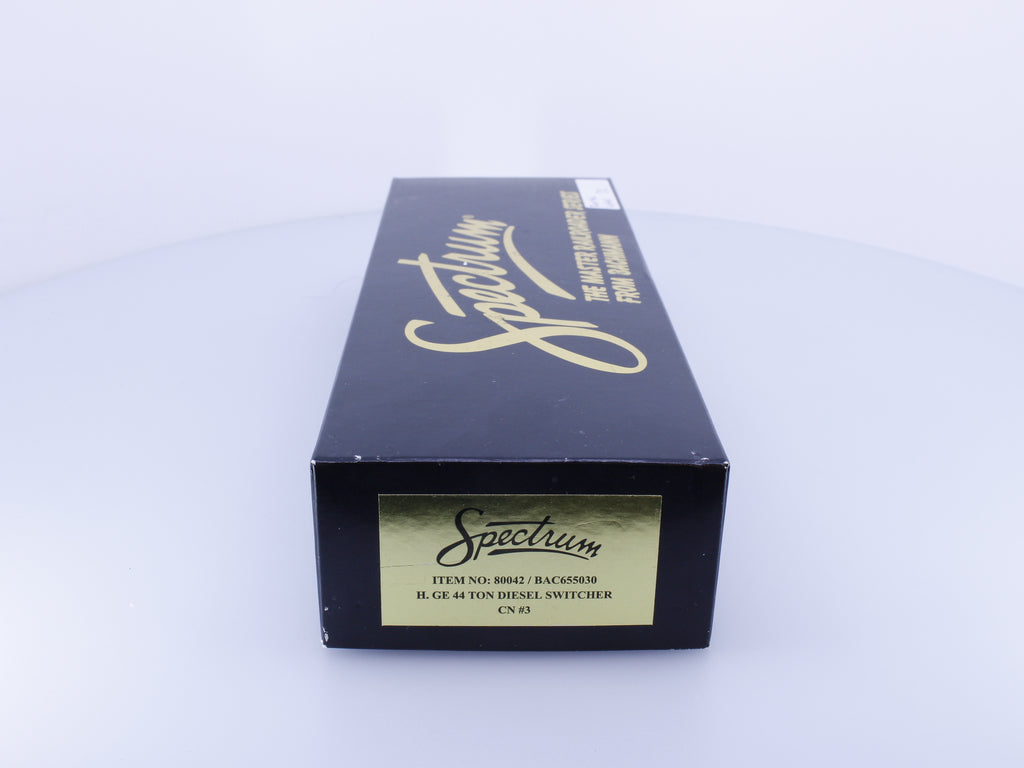 Spectrum®
THE MASTER RAILROADER SERIES
FROM BACHMANN
Spectrum
ITEM NO: 80042 / BAC655030
H. GE 44 TON DIESEL SWITCHER
CN #3